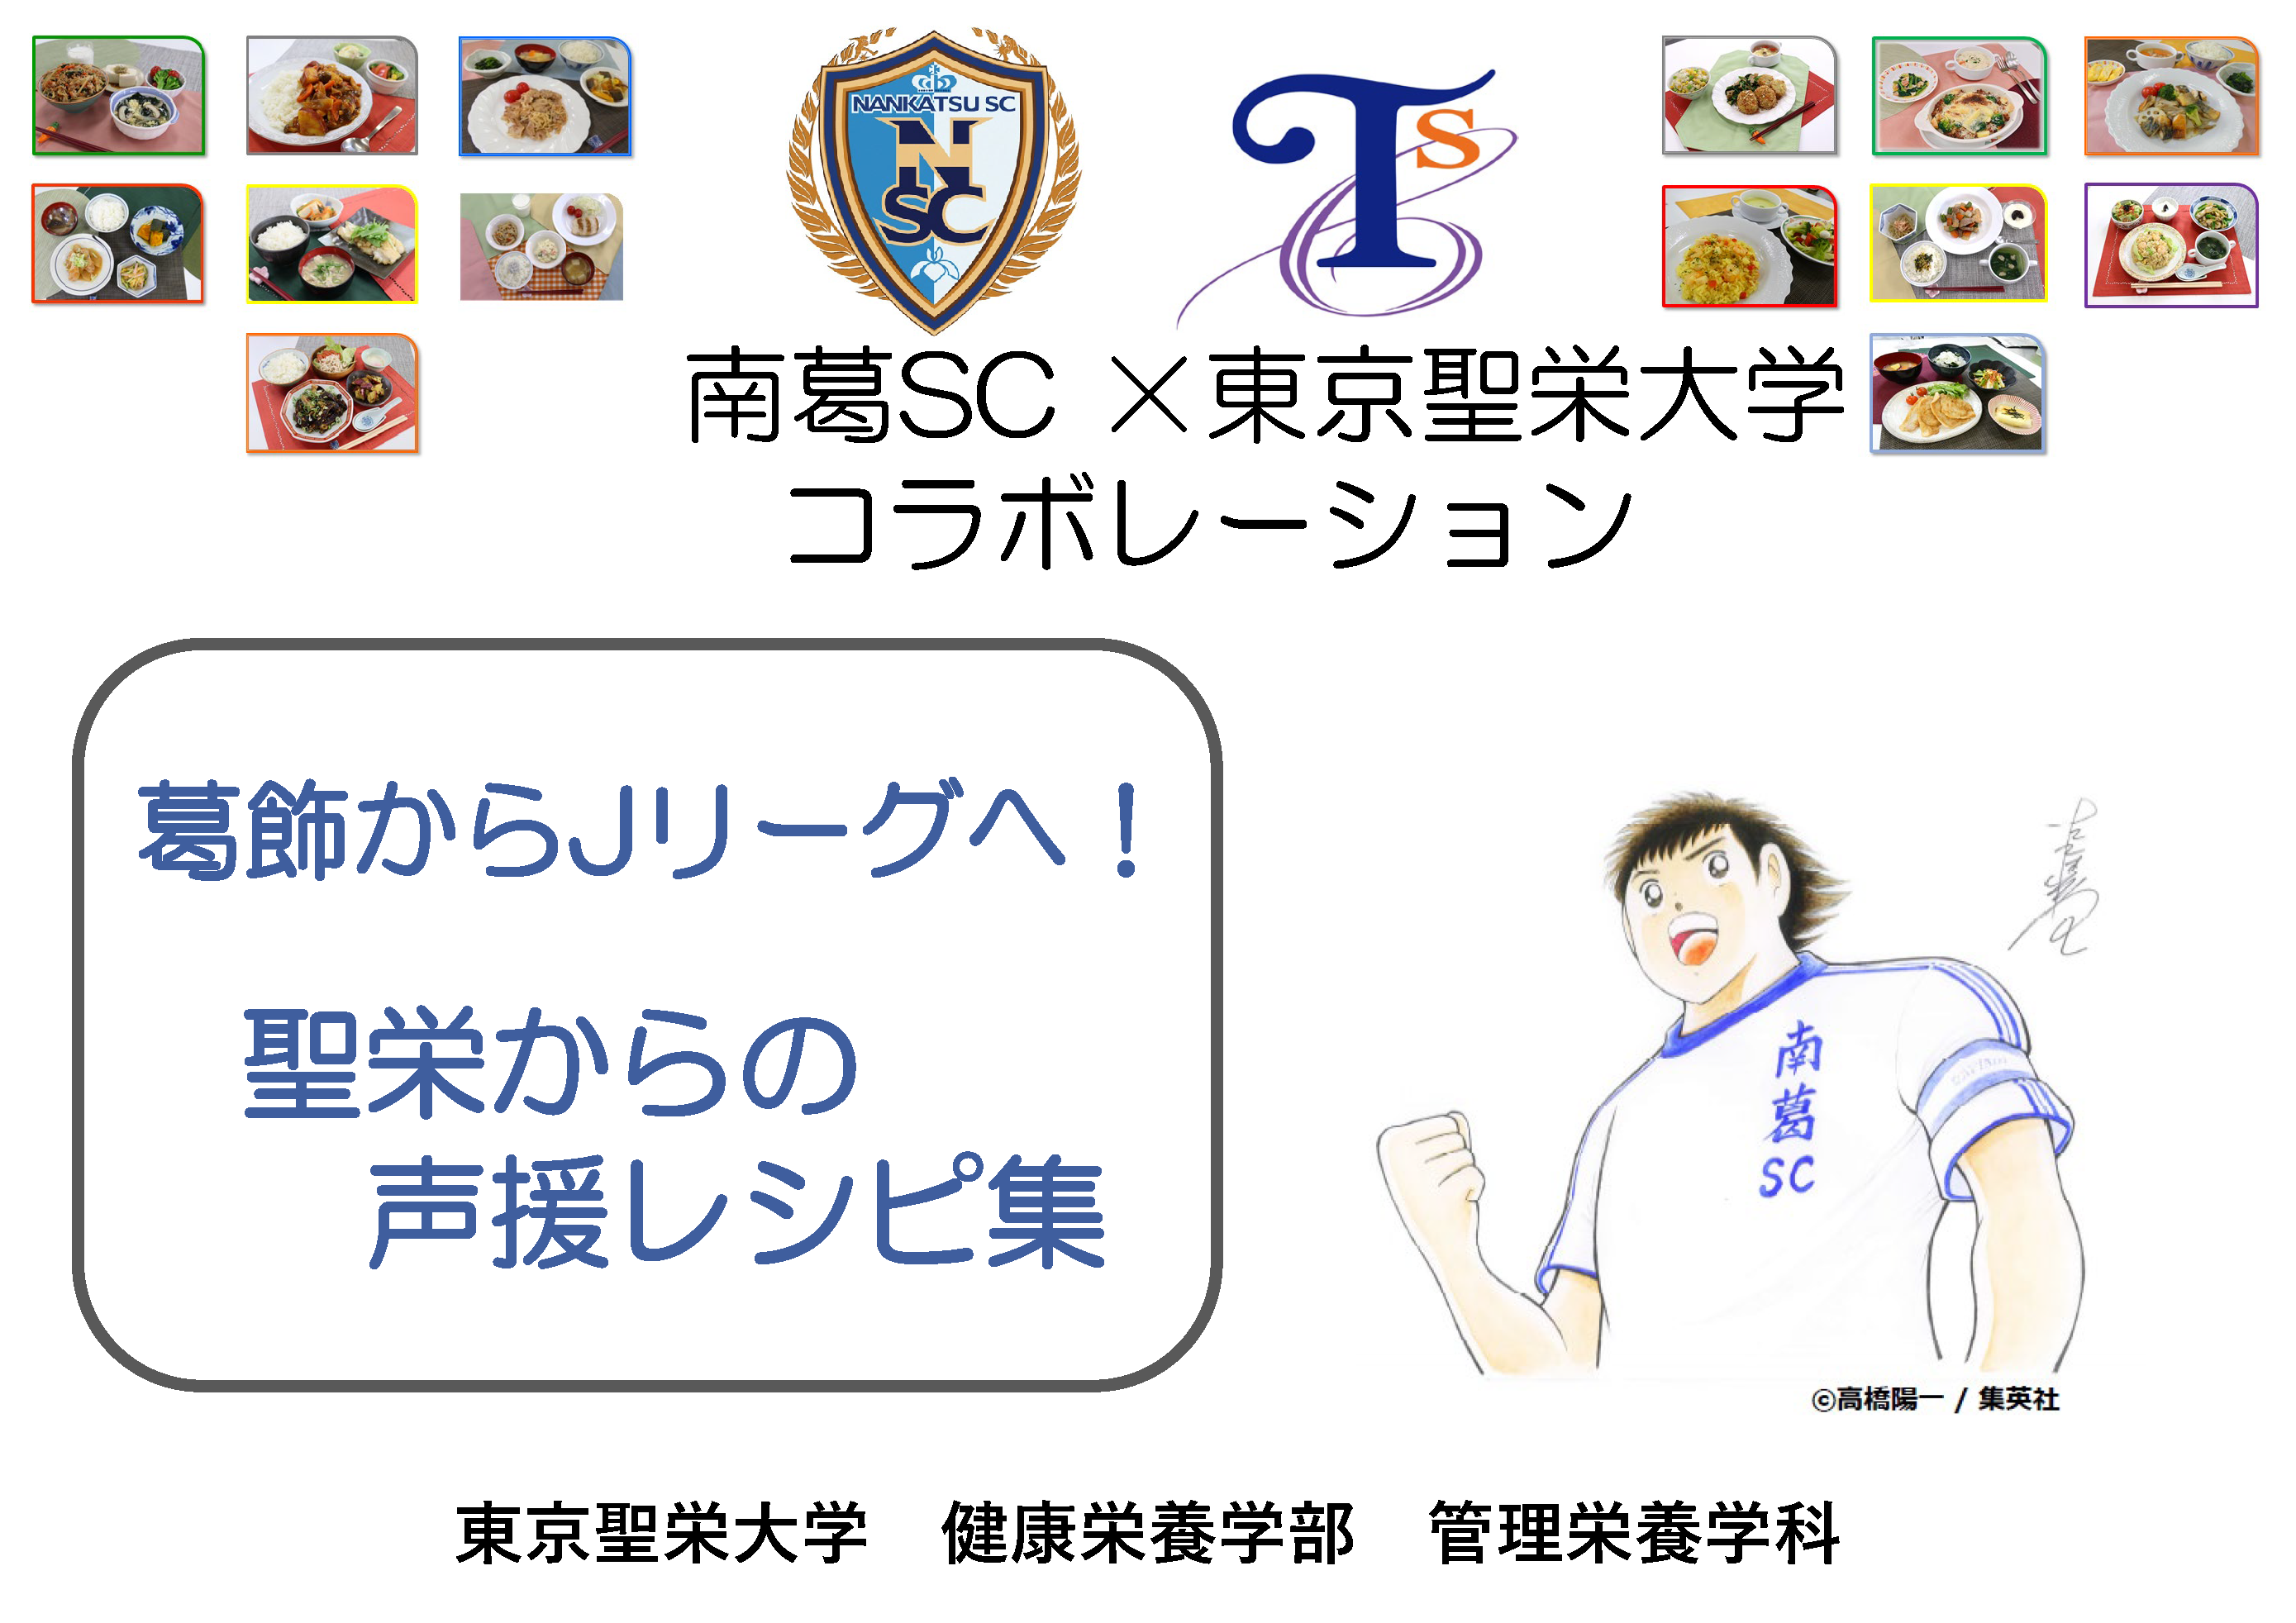 NANKATSU SC
N
SC
TS
南葛SC ×東京聖栄大学
コラボレーション
葛飾からJリーグへ！
聖栄からの
声援レシピ集
南
葛
SC
©高橋陽一 / 集英社
東京聖栄大学　健康栄養学部　管理栄養学科